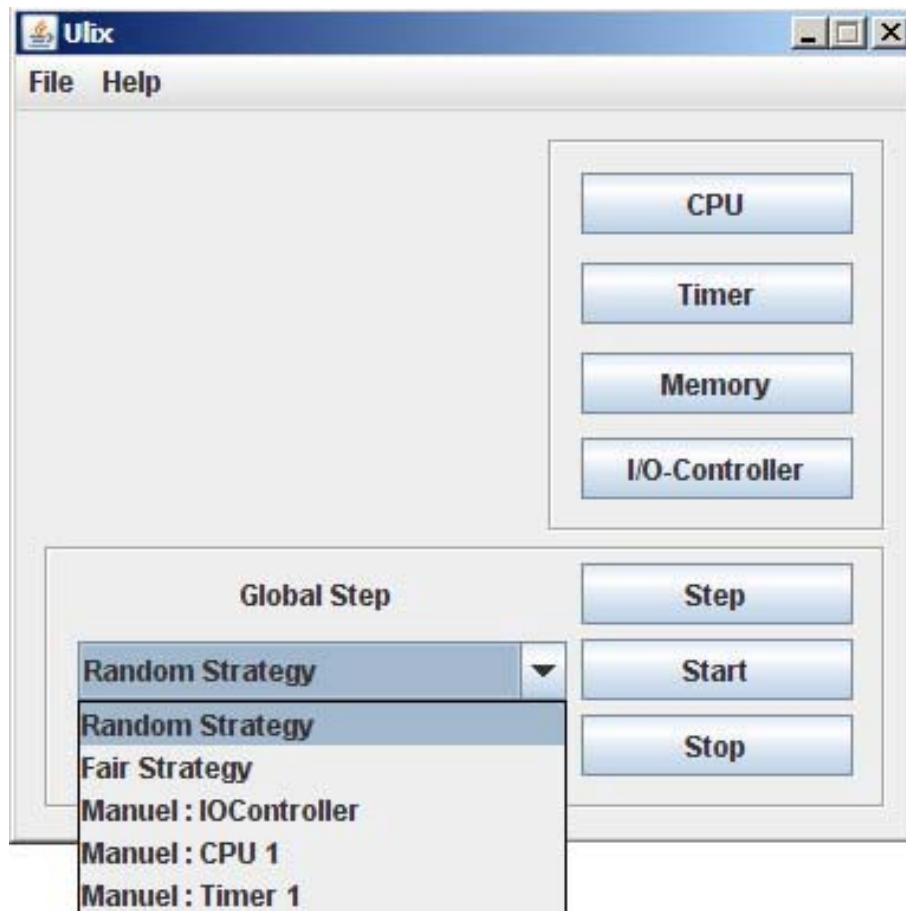 Ulix
File Help
CPU
Timer
Memory
I/O-Controller
Global Step
Step
Random Strategy
Start
Random Strategy
Stop
Fair Strategy
Manuel : IOController
Manuel : CPU 1
Manuel : Timer 1